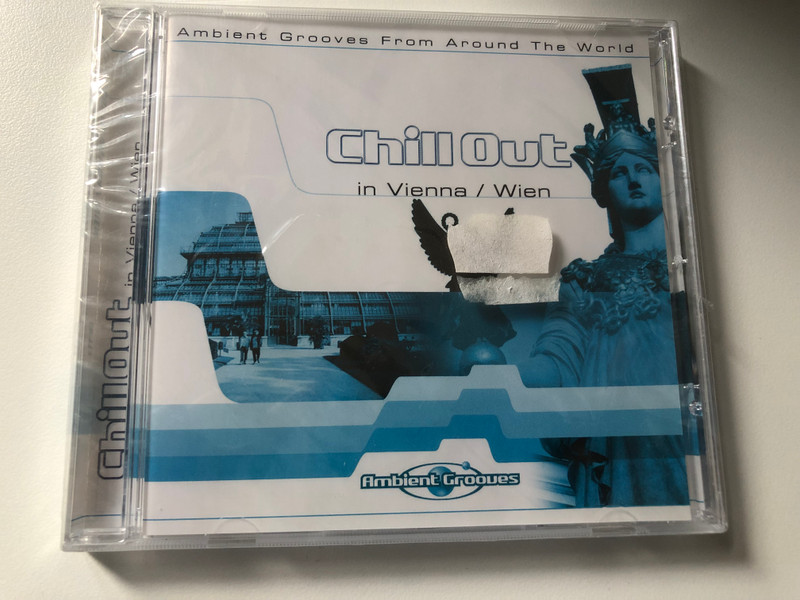 Ambient Grooves From Around The World
Chill Out
in Vienna / Wien
Chill Out
in Vienna / Wien
Ambient Grooves